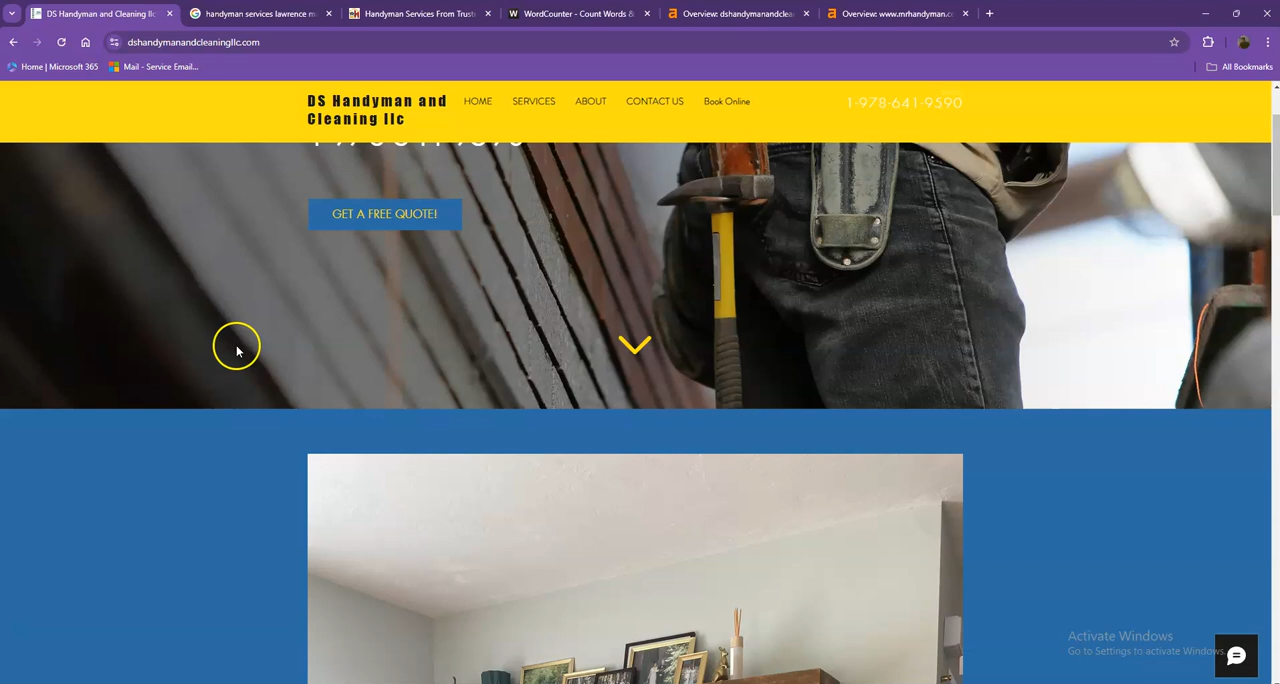 DS Handyman and Cleaning llc
handyman services lawrence m
Handyman Services From Trust
WordCounter - Count Words &
Overview: dshandymanandclea
Overview: www.mrhandyman.c
dshandymanandcleaningllc.com
Home | Microsoft 365
Mail - Service Email...
All Bookmarks
DS Handyman and
Cleaning llc
HOME
SERVICES
ABOUT
CONTACT US
Book Online
1-978-641-9590
GET A FREE QUOTE!
Activate Windows
Go to Settings to activate Windows.